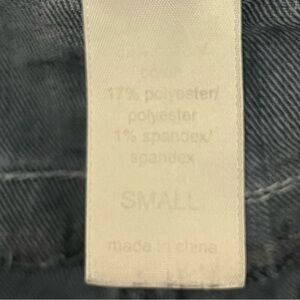 17% polyester/
polyester
1% spandex/
spandex
SMALL
made in china